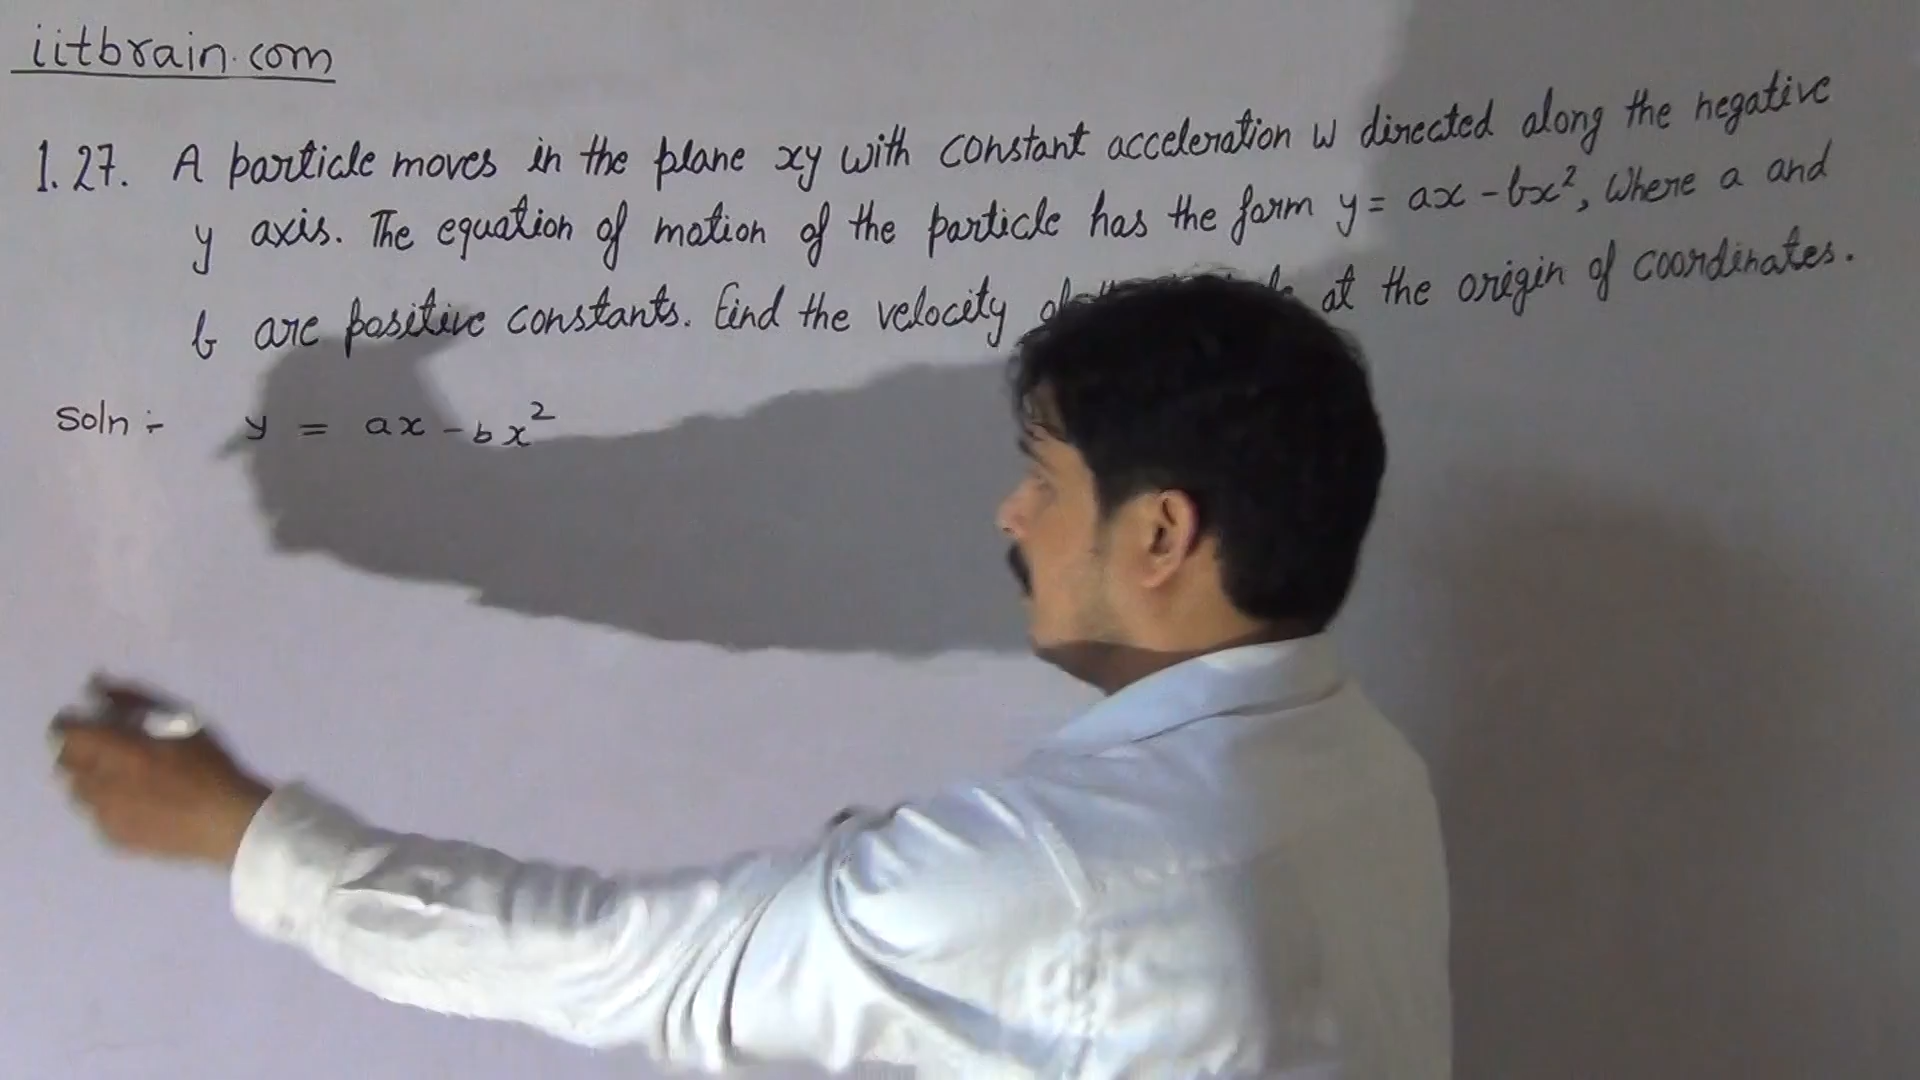 iitbrain.com
1.27. A particle moves in the plane xy with constant acceleration w directed along the negative
y axis. The equation of motion of the particle has the form y = ax - bx², Where a and
b are positive constants. Find the velocity at the origin of coordinates.
Soln :- y = ax - bx²